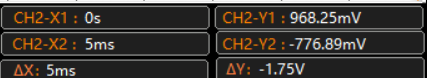 CH2-X1 : 0s CH2-Y1 : 968.25mV
CH2-X2 : 5ms CH2-Y2 : -776.89mV
ΔX: 5ms ΔY: -1.75V